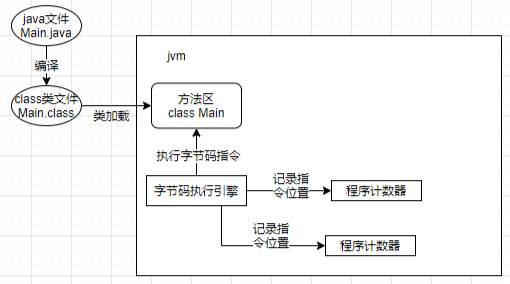 java文件
Main.java
编译
class类文件
Main.class
类加载
jvm
方法区
class Main
执行字节码指令
字节码执行引擎
记录指
令位置
程序计数器
记录指
令位置
程序计数器